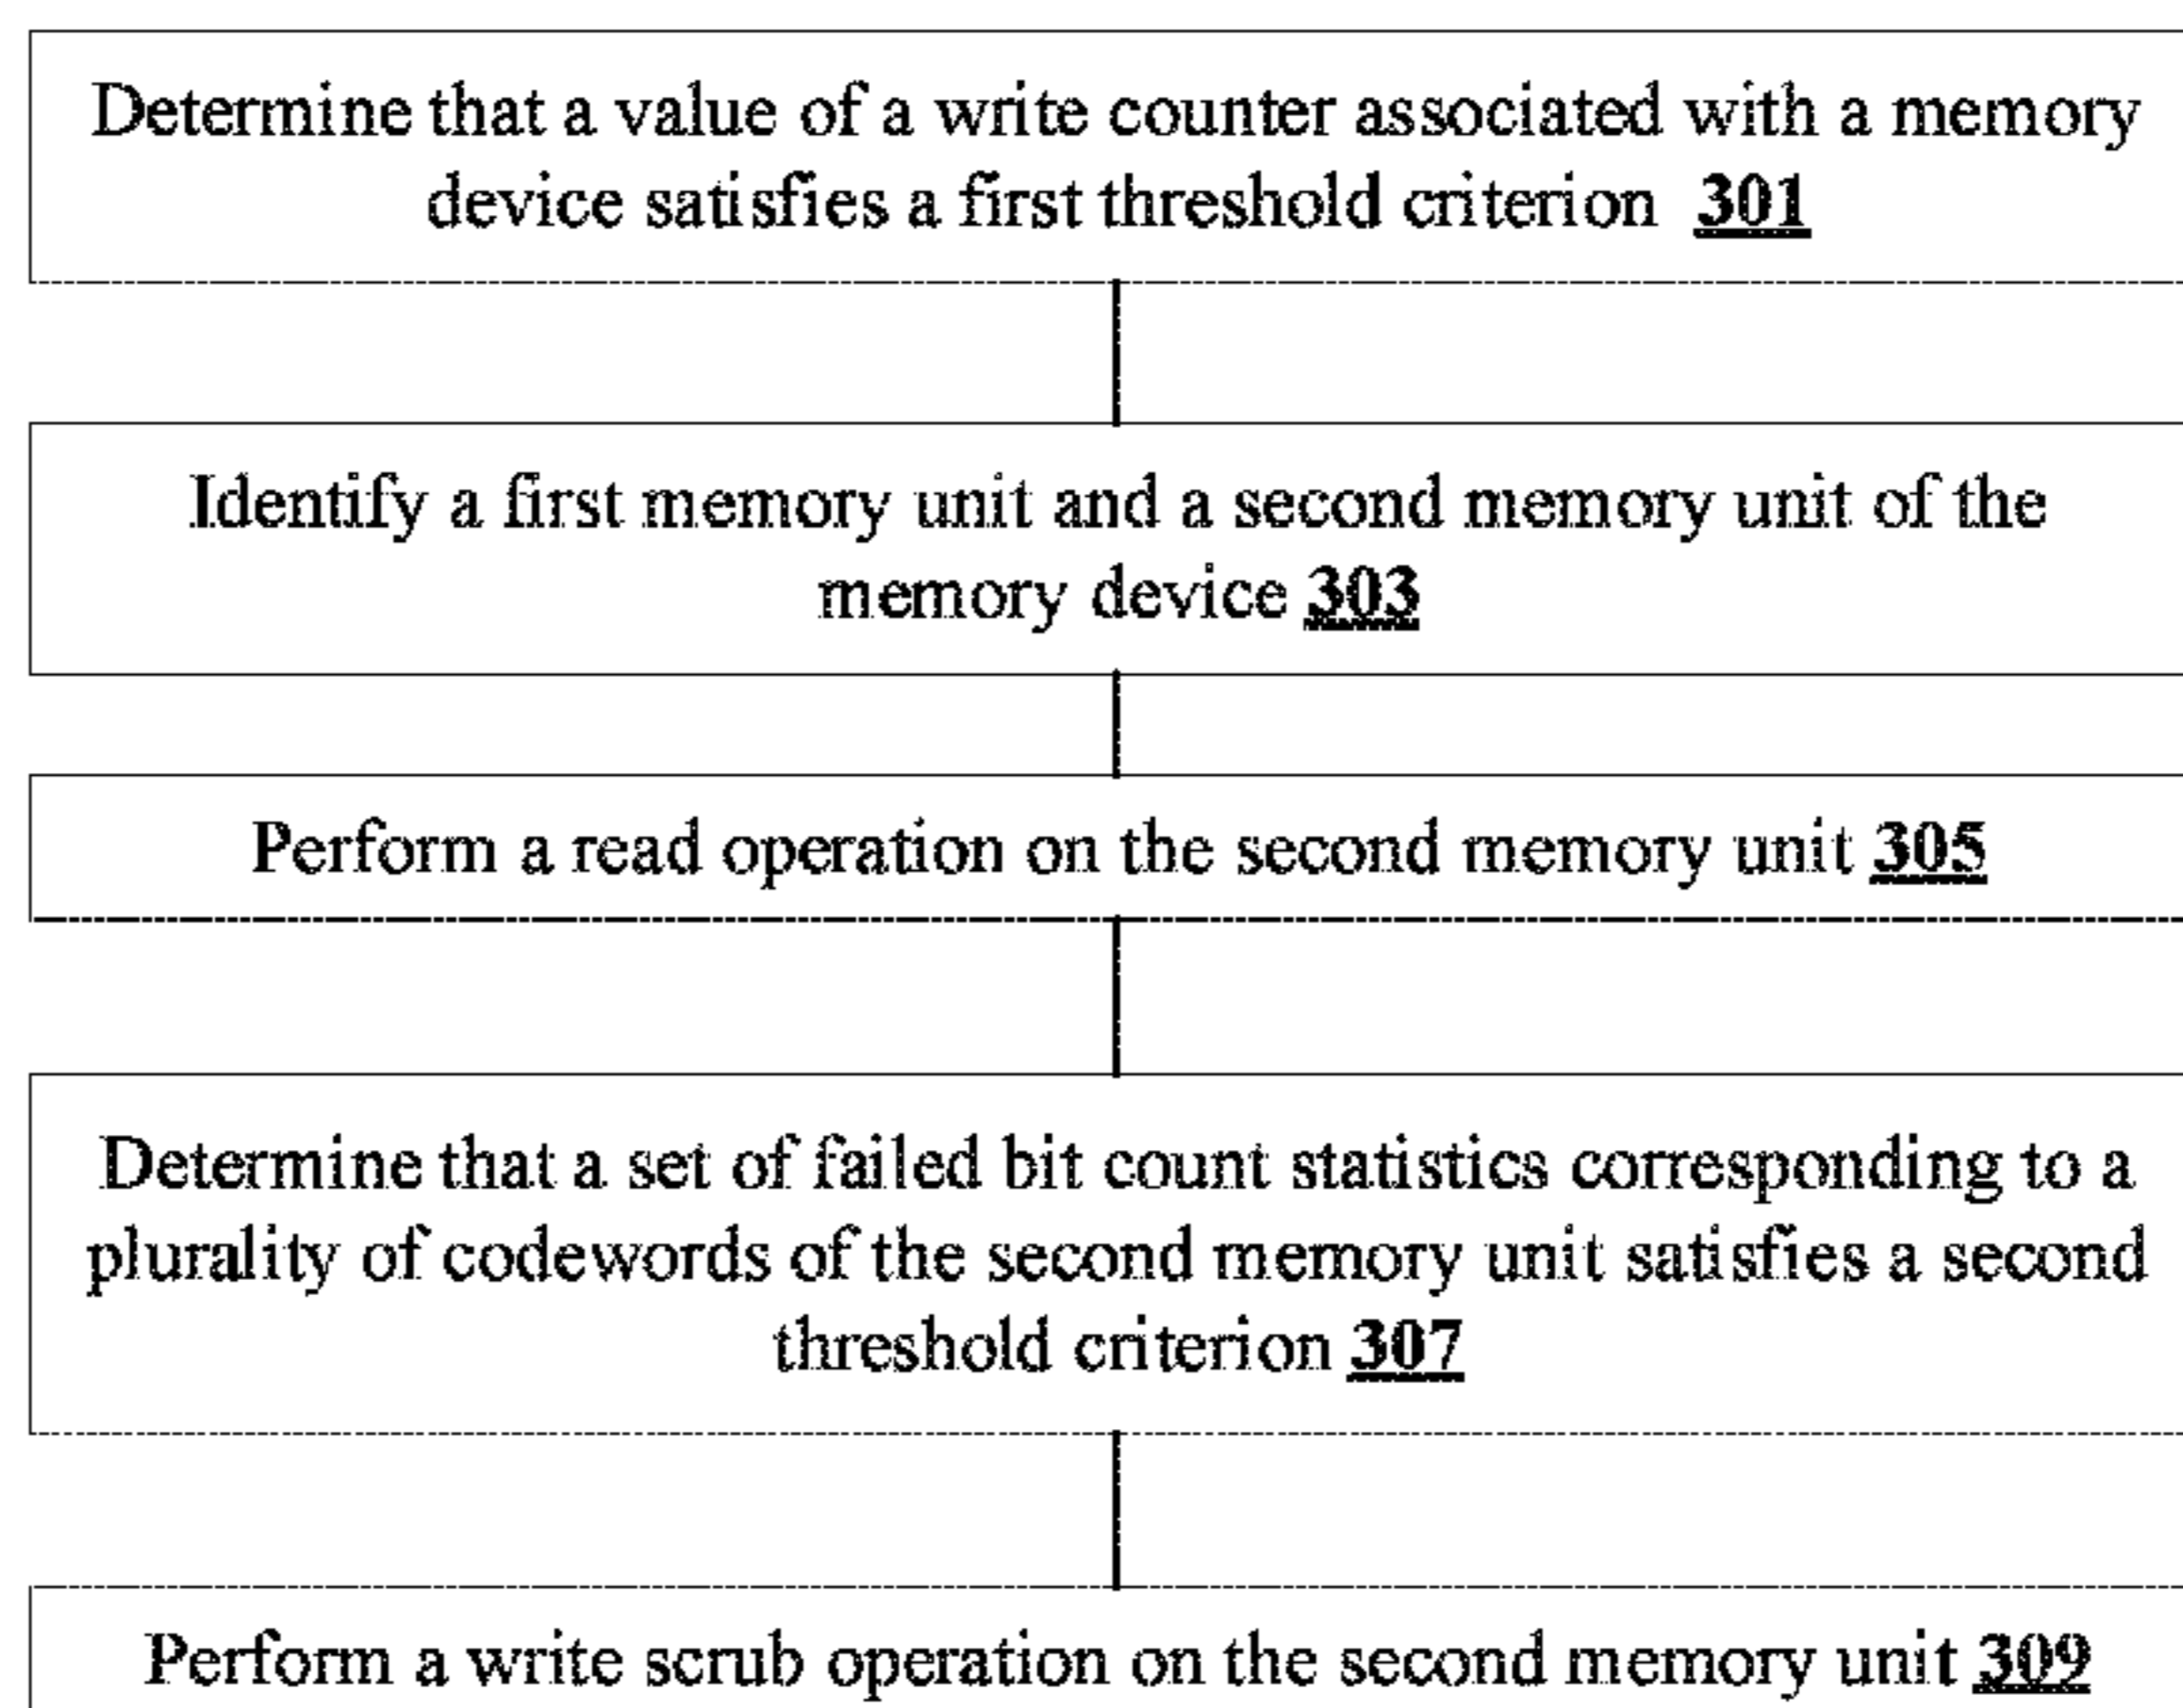 Determine that a value of a write counter associated with a memory
device satisfies a first threshold criterion 301
Identify a first memory unit and a second memory unit of the
memory device 303
Perform a read operation on the second memory unit 305
Determine that a set of failed bit count statistics corresponding to a
plurality of codewords of the second memory unit satisfies a second
threshold criterion 307
Perform a write scrub operation on the second memory unit 309